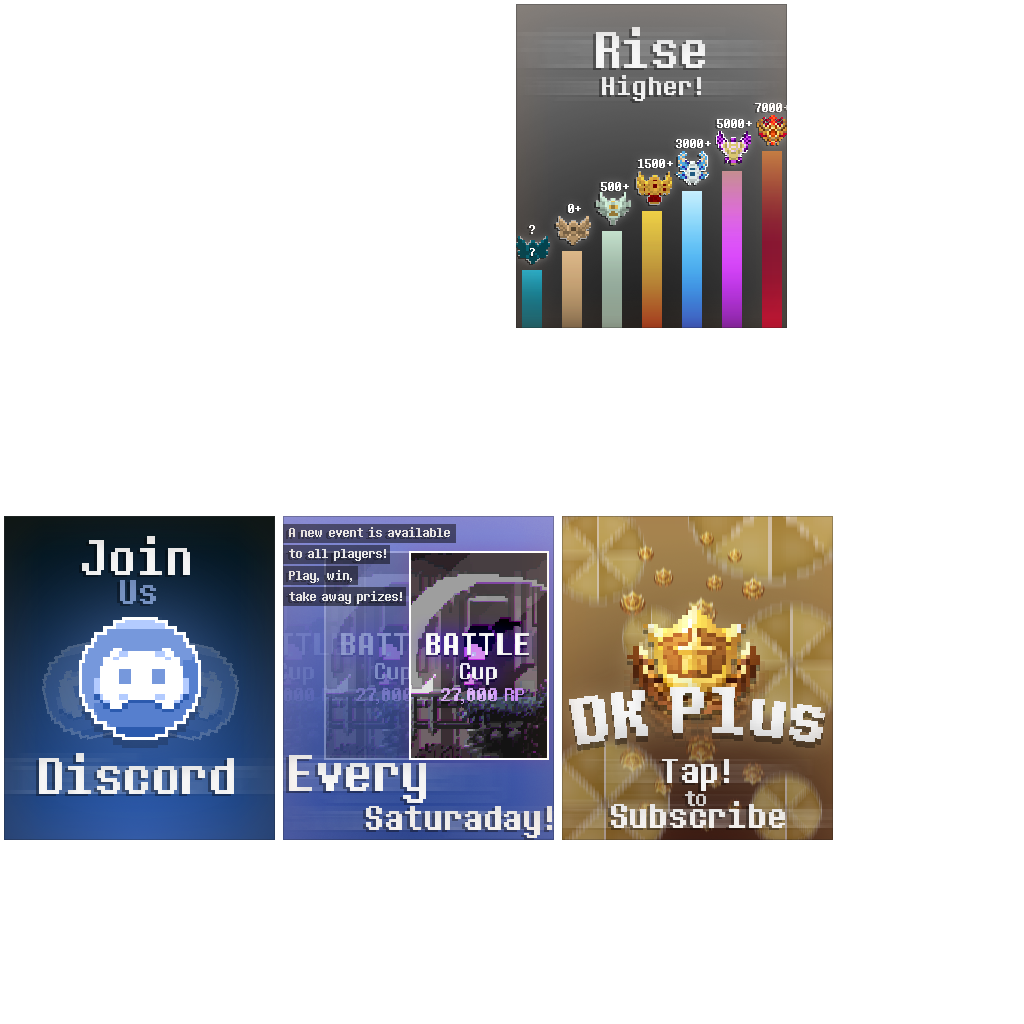 Rise
Higher!
7000+
5000+
3000+
1500+
500+
0+
?
?
Join
Us
Discord
A new event is available
to all players!
Play, win,
take away prizes!
BATTLE
Cup
27,800 RP
Every
Saturaday!
DK Plus
Tap!
to
Subscribe